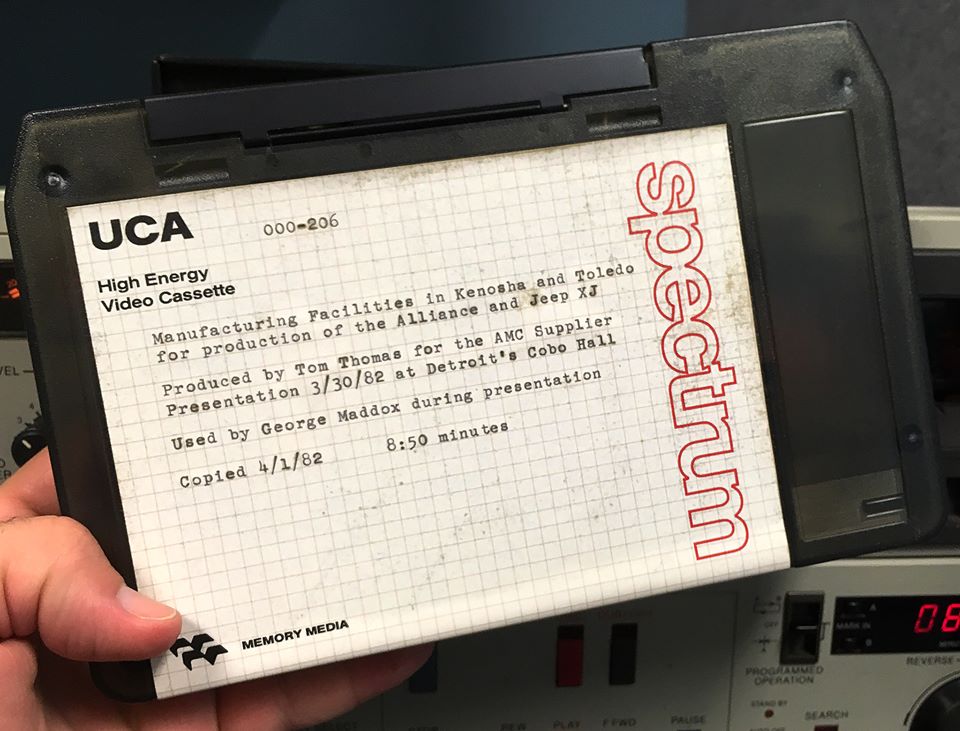 UCA 000-206
High Energy
Video Cassette
Manufacturing Facilities in Kenosha and Toledo
for production of the Alliance and Jeep XJ
Produced by Tom Thomas for the AMC Supplier
Presentation 3/30/82 at Detroit's Cobo Hall
Used by George Maddox during presentation
Copied 4/1/82 8:50 minutes
spectrum
MEMORY MEDIA
OFF
PROGRAMMED
OPERATION
MARK IN
A
B
06
REVERSE
STAND BY
SEARCH
REW
PLAY
F FWD
PAUSE